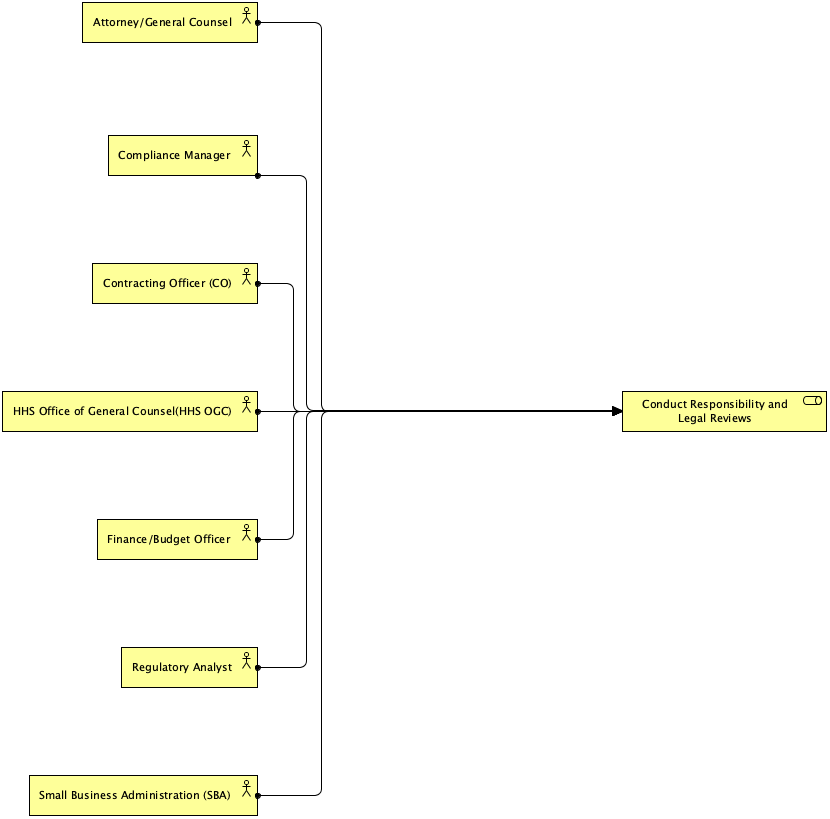 Attorney/General Counsel
Compliance Manager
Contracting Officer (CO)
HHS Office of General Counsel(HHS OGC)
Conduct Responsibility and
Legal Reviews
Finance/Budget Officer
Regulatory Analyst
Small Business Administration (SBA)